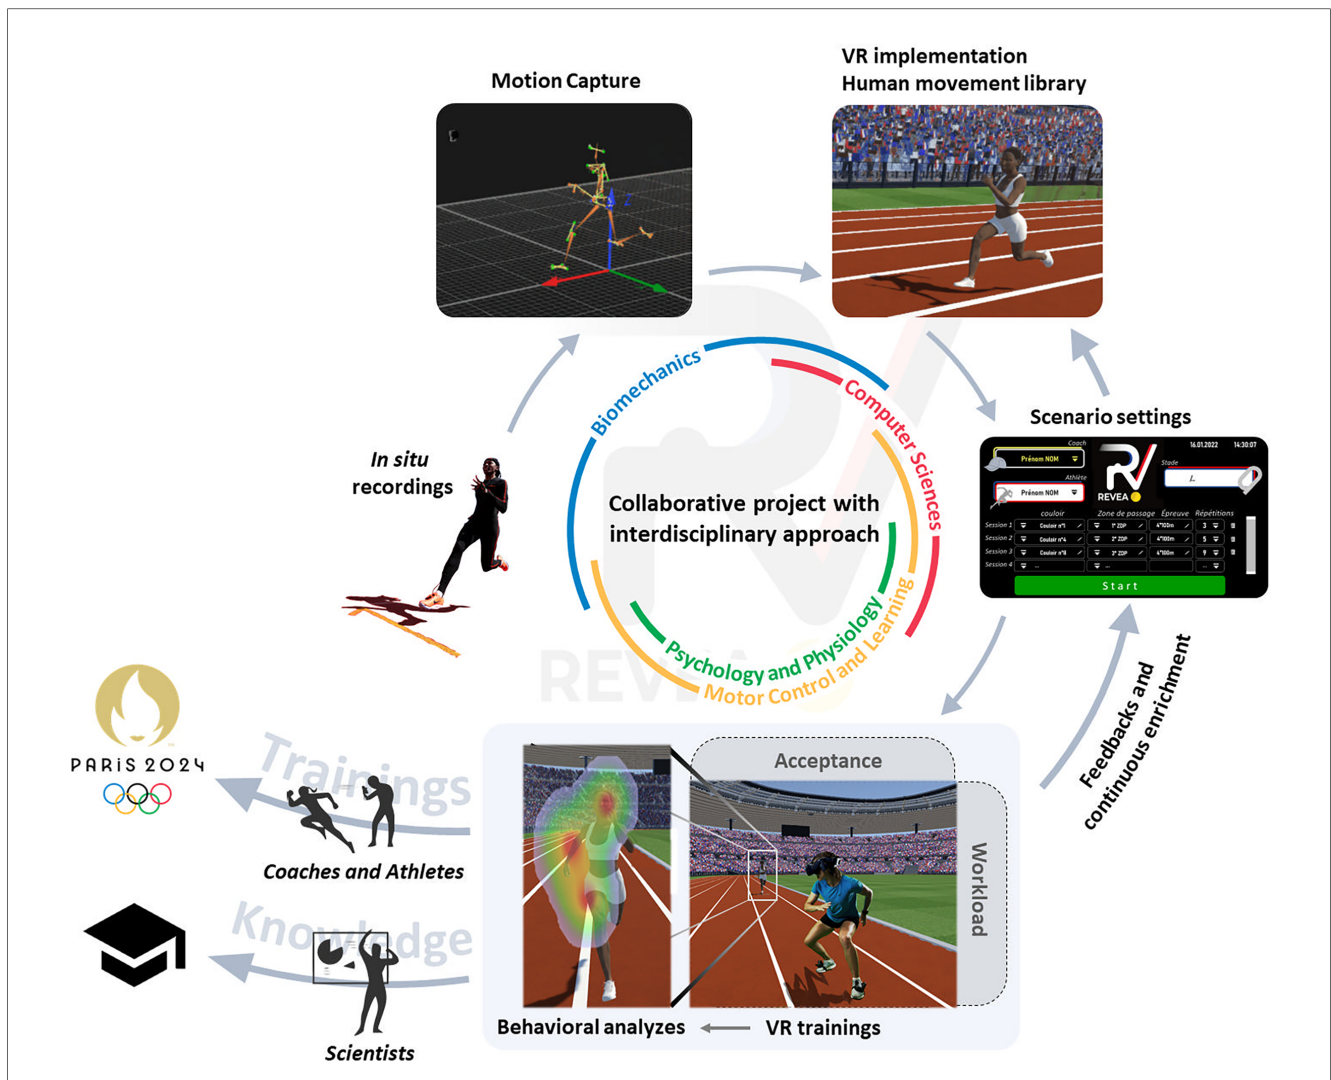 Motion Capture
VR implementation
Human movement library
In situ
recordings
Biomechanics
Computer Sciences
Collaborative project with
interdisciplinary approach
Psychology and Physiology
Motor Control and Learning
REVEA
Scenario settings
Coach
16.01.2022 14:30:07
Prénom NOM
Stade
Athlète
Prénom NOM
REVEA
couloir Zone de passage Épreuve Répétitions
Session 1 Couloir n°1 1° ZDP 4*100m 3
Session 2 Couloir n°4 2° ZDP 4*100m 5
Session 3 Couloir n°8 2° ZDP 4*100m 9
Session 4 ... ... ...
Start
Feedbacks and
continuous enrichment
PARIS 2024
Trainings
Coaches and Athletes
Knowledge
Scientists
Acceptance
Workload
Behavioral analyzes
VR trainings
Z